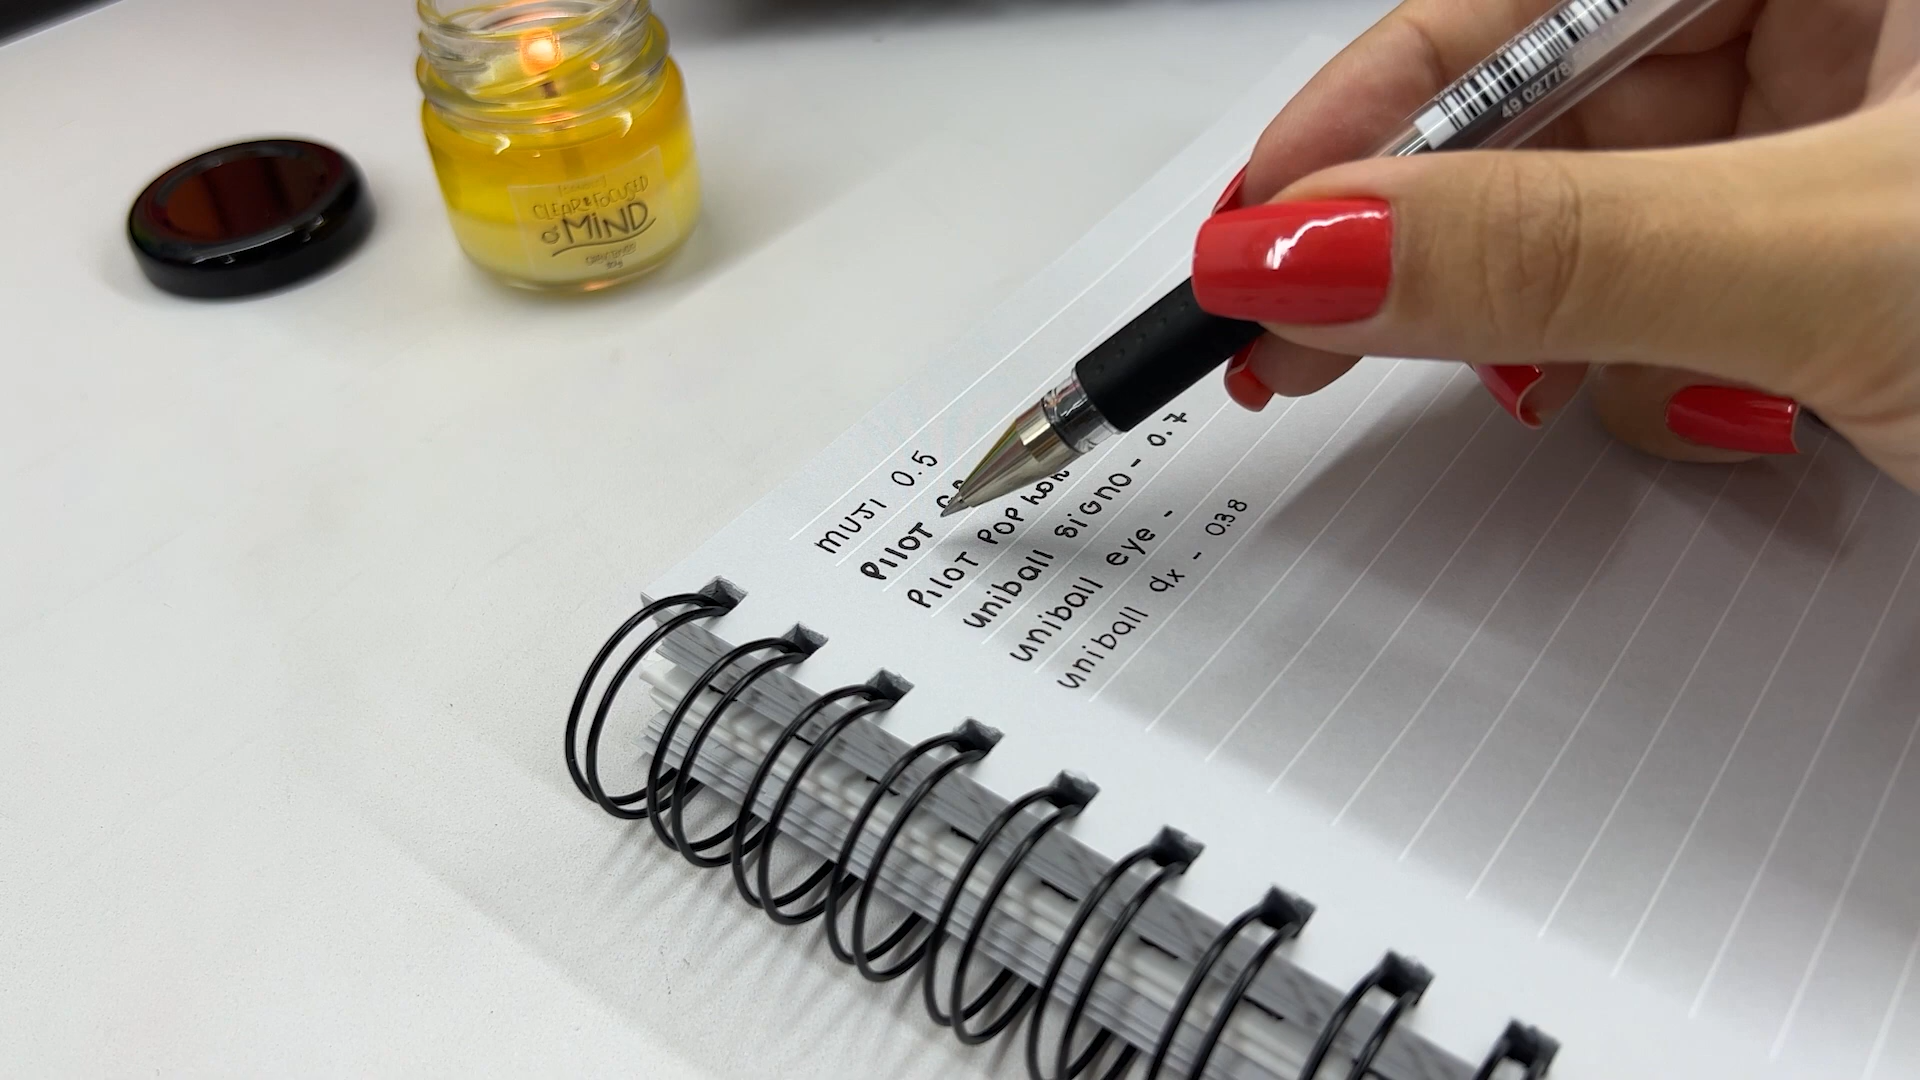 CLEAR & FOCUSED
MIND
49 02778
MUJI 0.5
PILOT
PILOT POP
uniball SIGNO - 0.7
uniball eye -
uniball dx - 0.38